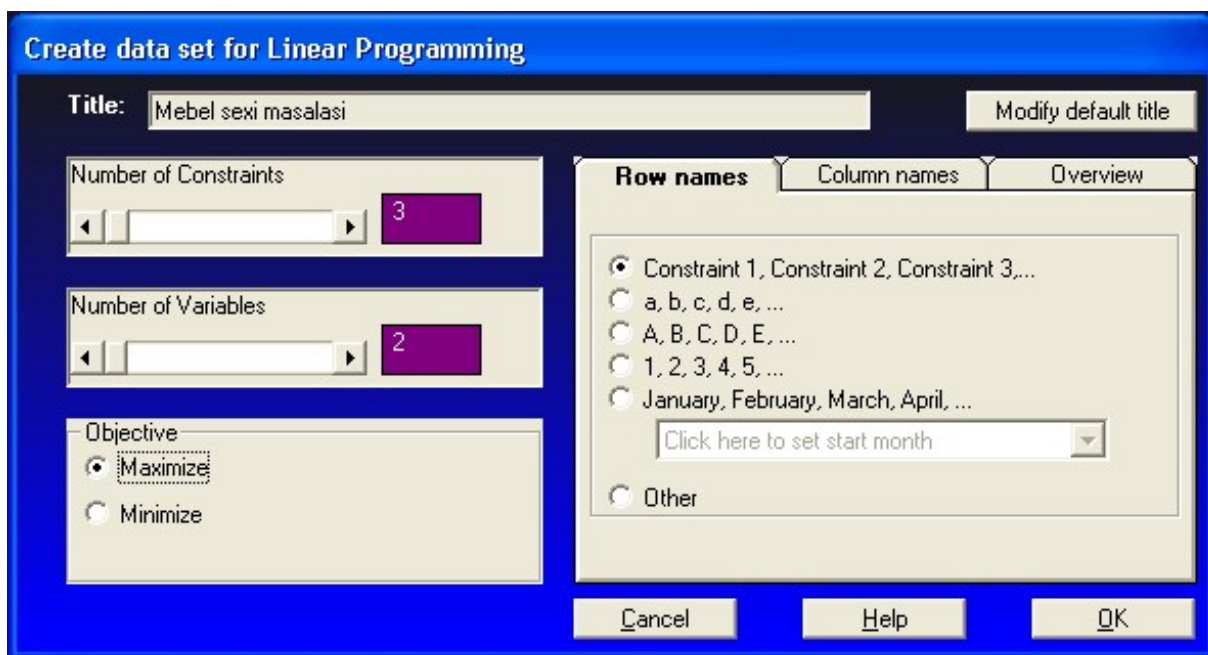 Create data set for Linear Programming
Title: Mebel sexi masalasi
Modify default title
Number of Constraints
3
Number of Variables
2
Objective
Maximize
Minimize
Row names Column names Overview
Constraint 1, Constraint 2, Constraint 3,...
a, b, c, d, e, ...
A, B, C, D, E, ...
1, 2, 3, 4, 5, ...
January, February, March, April, ...
Click here to set start month
Other
Cancel Help OK